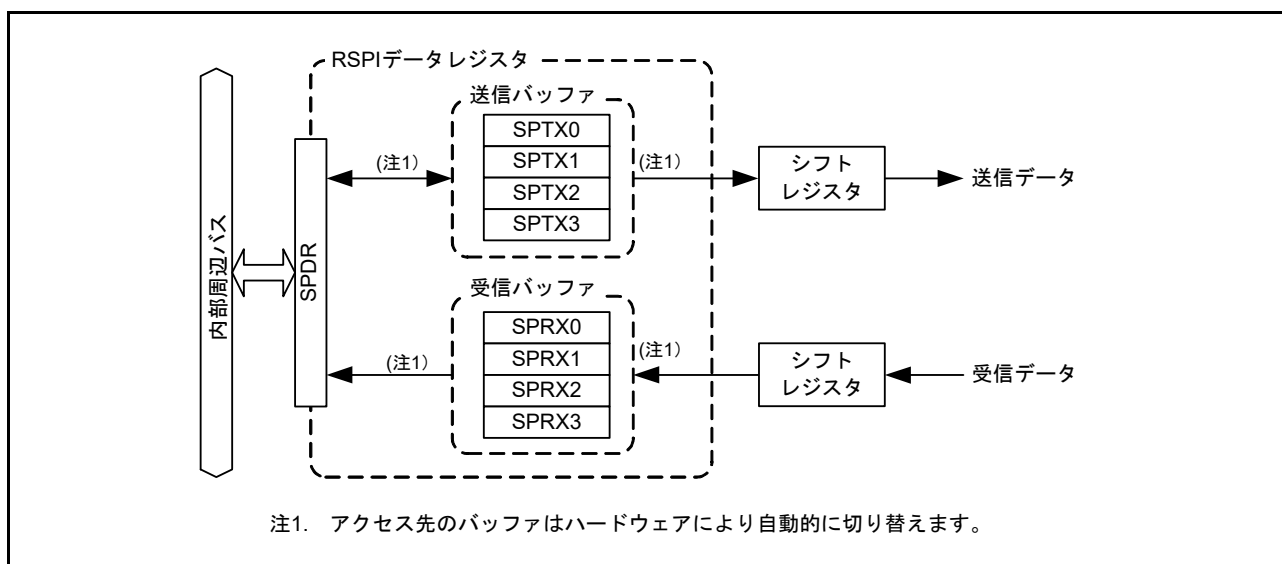 RSPIデータレジスタ
送信バッファ
SPTX0
SPTX1
SPTX2
SPTX3
(注1)
(注1)
シフト
レジスタ
送信データ
内部周辺バス
SPDR
受信バッファ
SPRX0
SPRX1
SPRX2
SPRX3
(注1)
(注1)
シフト
レジスタ
受信データ
注1. アクセス先のバッファはハードウェアにより自動的に切り替えます。